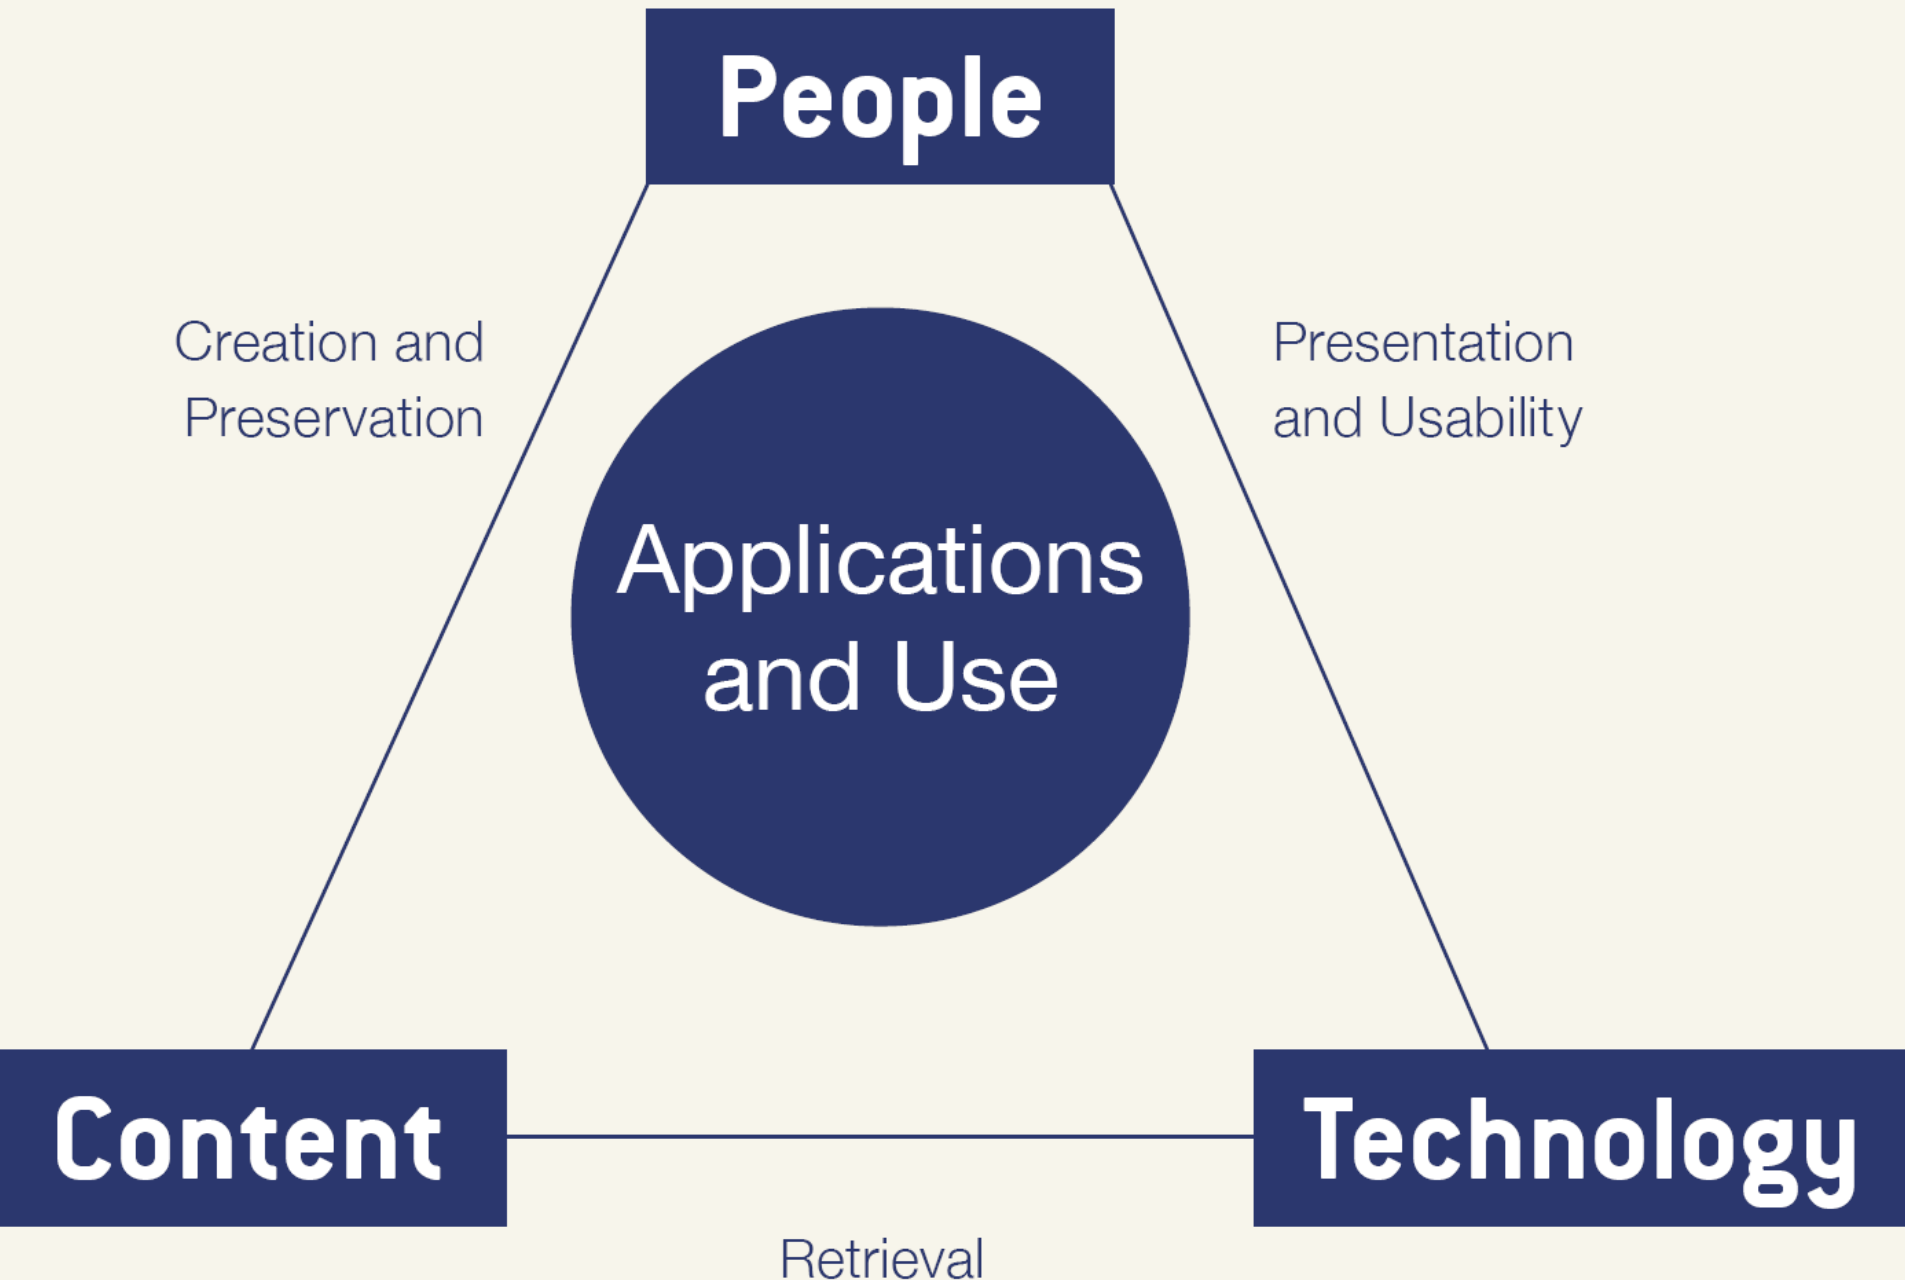 People
Creation and
Preservation
Presentation
and Usability
Applications
and Use
Content
Technology
Retrieval